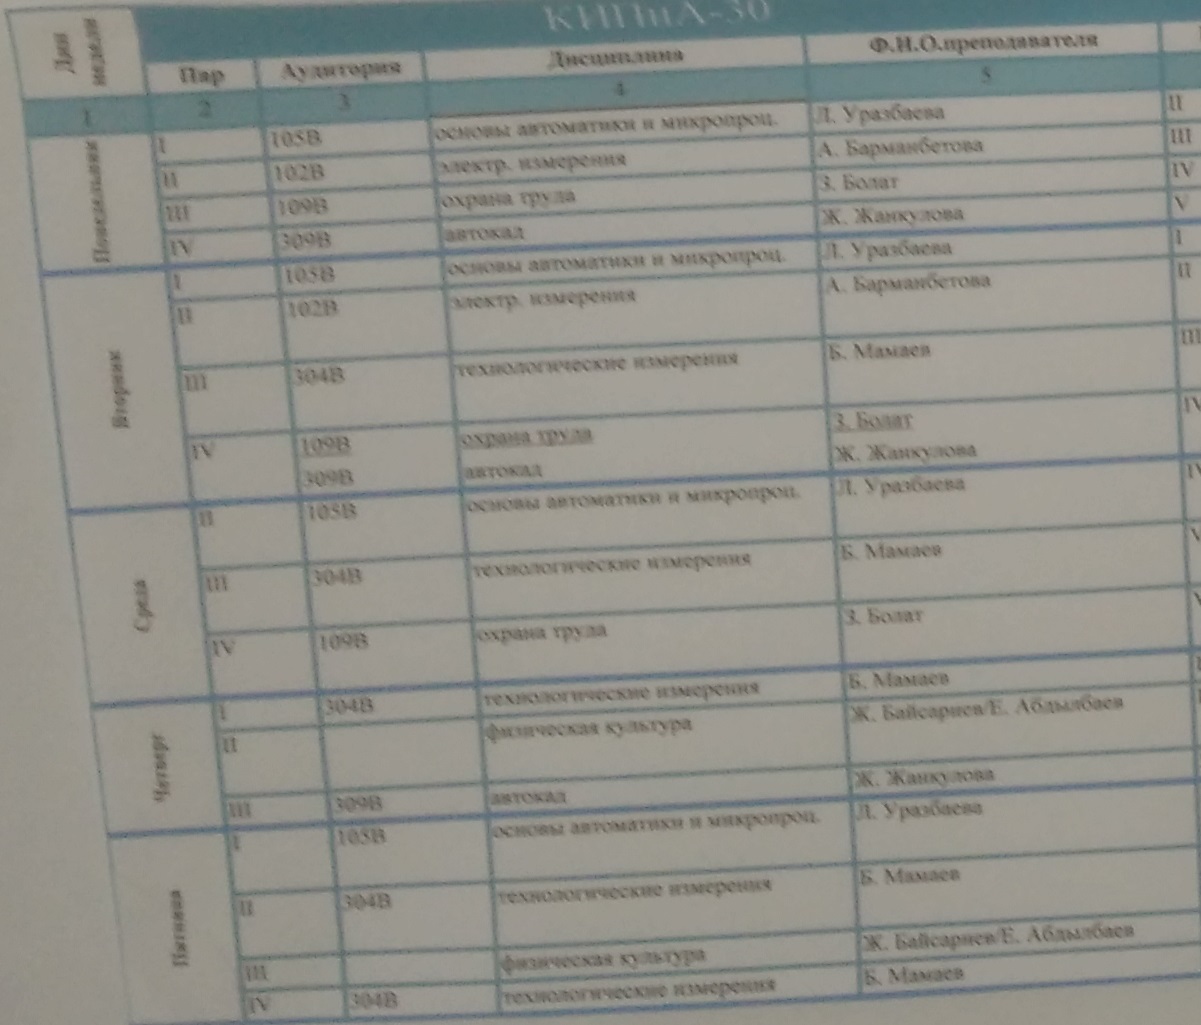 КИПиА-30
Дни недели Пар Аудитория Дисциплина Ф.И.О.преподавателя
1 2 3 4 5
Понедельник I 105В основы автоматики и микропроц. Л. Уразбаева II
II 102В электр. измерения А. Барманбетова III
III 109В охрана труда З. Болат IV
IV 309В автокад Ж. Жанкулова V
Вторник I 105В основы автоматики и микропроц. Л. Уразбаева I
II 102В электр. измерения А. Барманбетова II
III 304В технологические измерения Б. Мамаев III
IV 109В охрана труда З. Болат IV
309В автокад Ж. Жанкулова
Среда II 105В основы автоматики и микропроц. Л. Уразбаева IV
III 304В технологические измерения Б. Мамаев
IV 109В охрана труда З. Болат
Четверг I 304В технологические измерения Б. Мамаев
II физическая культура Ж. Байсариев/Е. Абдылбаев
III 309В автокад Ж. Жанкулова
Пятница I 105В основы автоматики и микропроц. Л. Уразбаева
II 304В технологические измерения Б. Мамаев
III физическая культура Ж. Байсариев/Е. Абдылбаев
IV 304В технологические измерения Б. Мамаев